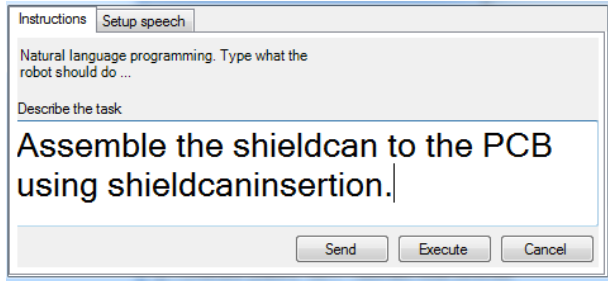 Instructions Setup speech
Natural language programming. Type what the
robot should do ...
Describe the task
Assemble the shieldcan to the PCB
using shieldcaninsertion.
Send Execute Cancel